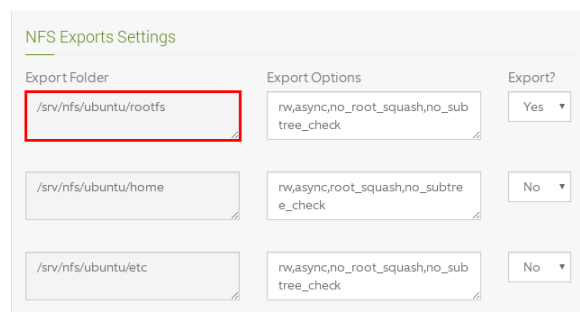 NFS Exports Settings
Export Folder Export Options Export?
/srv/nfs/ubuntu/rootfs rw,async,no_root_squash,no_sub Yes
tree_check
/srv/nfs/ubuntu/home rw,async,root_squash,no_subtre No
e_check
/srv/nfs/ubuntu/etc rw,async,no_root_squash,no_sub No
tree_check